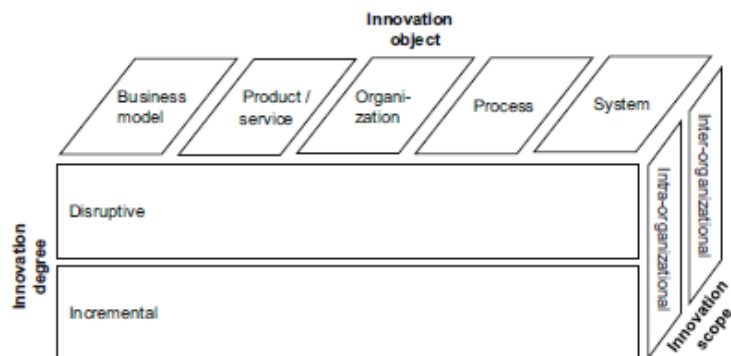 Innovation
object
Business
model
Product /
service
Organi-
zation
Process
System
Inter-organizational
Intra-organizational
Innovation
degree
Disruptive
Incremental
Innovation
scope